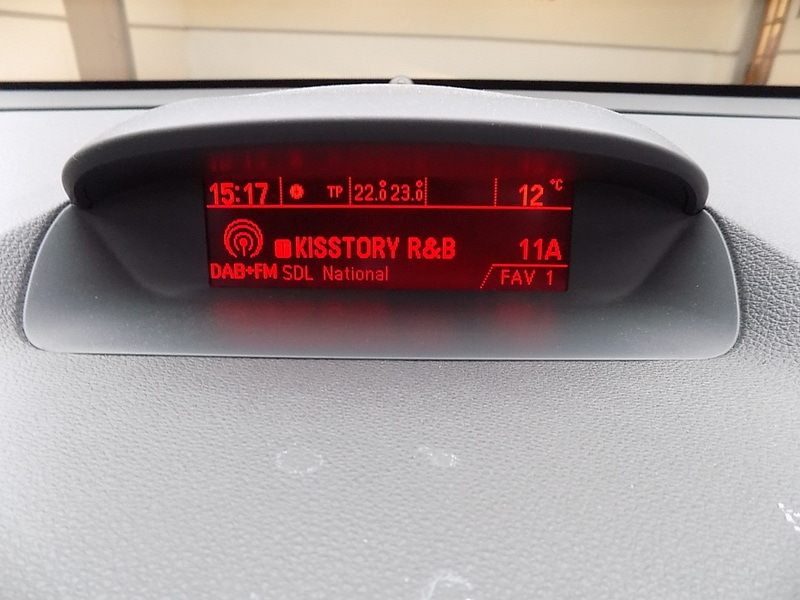 15:17 TP 22.0° 23.0° 12 °C
KISSTORY R&B 11A
DAB+FM SDL National FAV 1